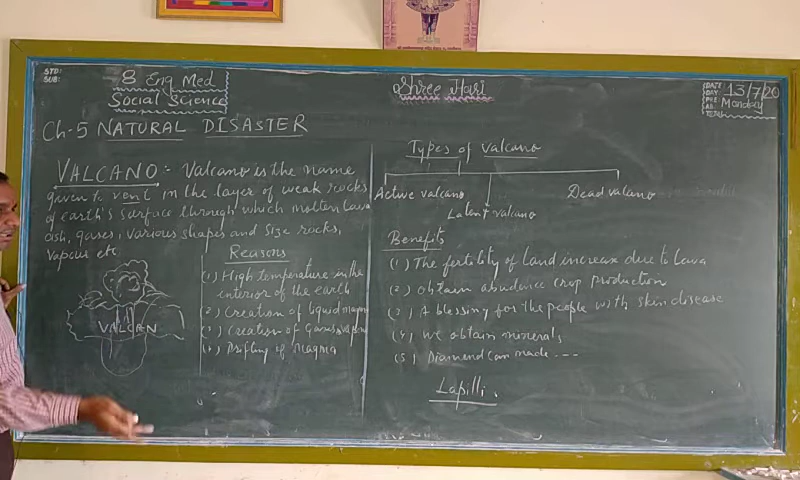 STD:
SUB:
8 Eng Med
Social Science
Shree Hari
DATE 13/7/20
DAY: Monday
PRE
AB:
Ch-5 NATURAL DISASTER
VALCANO :- Valcano is the name
given to vent in the layer of weak rocks
of earth's surface through which molten lava
ash, gases, various shapes and size rocks,
vapour etc
VALCAN
Reasons
(1) High temperature in the
interior of the earth
(2) Creation of liquid magma
(3) Creation of Gases & vapour
(4) Drifting of Magma
Types of valcano
Active valcano
Latent valcano
Dead valcano
Benefits
(1) The fertility of land increase due to Lava
(2) obtain abundance crop production
(3) A blessing for the people with skin disease
(4) we obtain minerals
(5) Diamond can made ---
Lapilli.